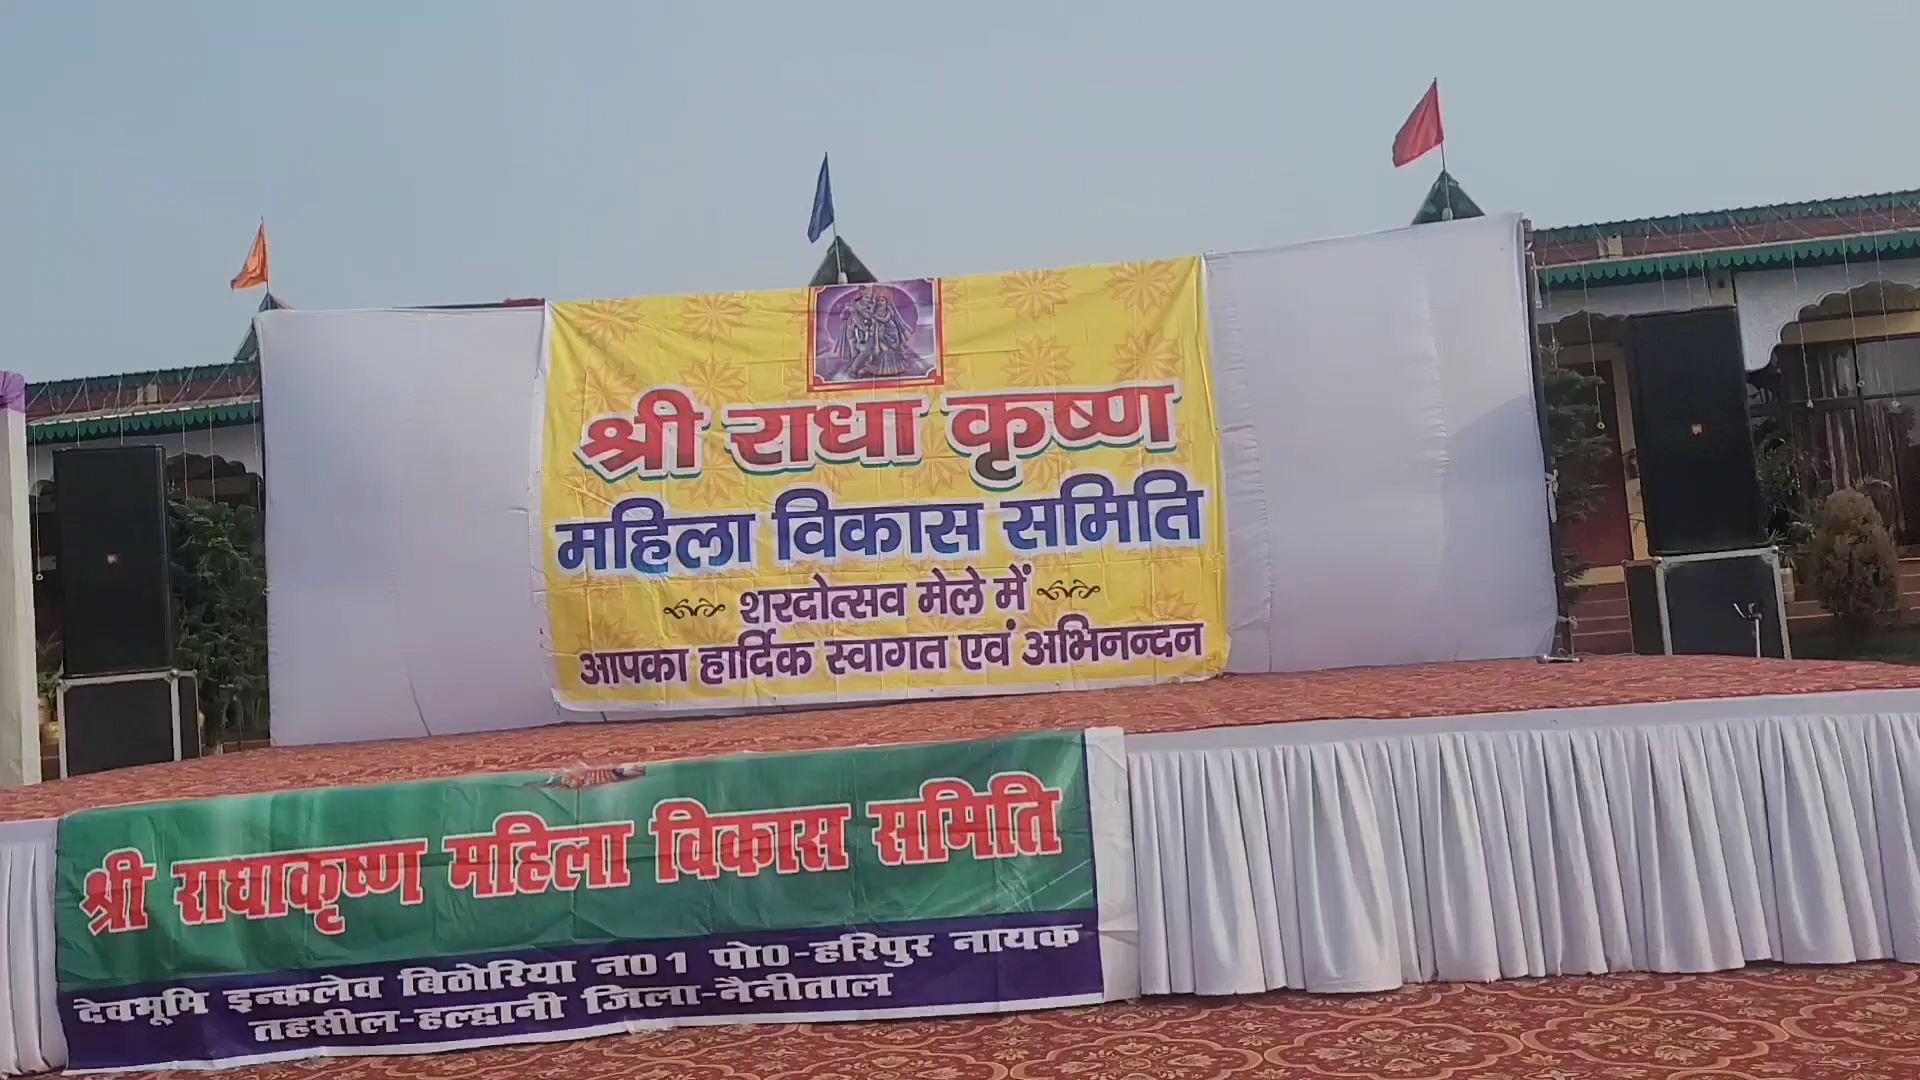 श्री राधा कृष्ण
महिला विकास समिति
शरदोत्सव मेले में
आपका हार्दिक स्वागत एवं अभिनन्दन
श्री राधाकृष्ण महिला विकास समिति
देवभूमि इन्कलेव बिठोरिया न01 पो0-हरिपुर नायक
तहसील-हल्द्वानी जिला-नैनीताल